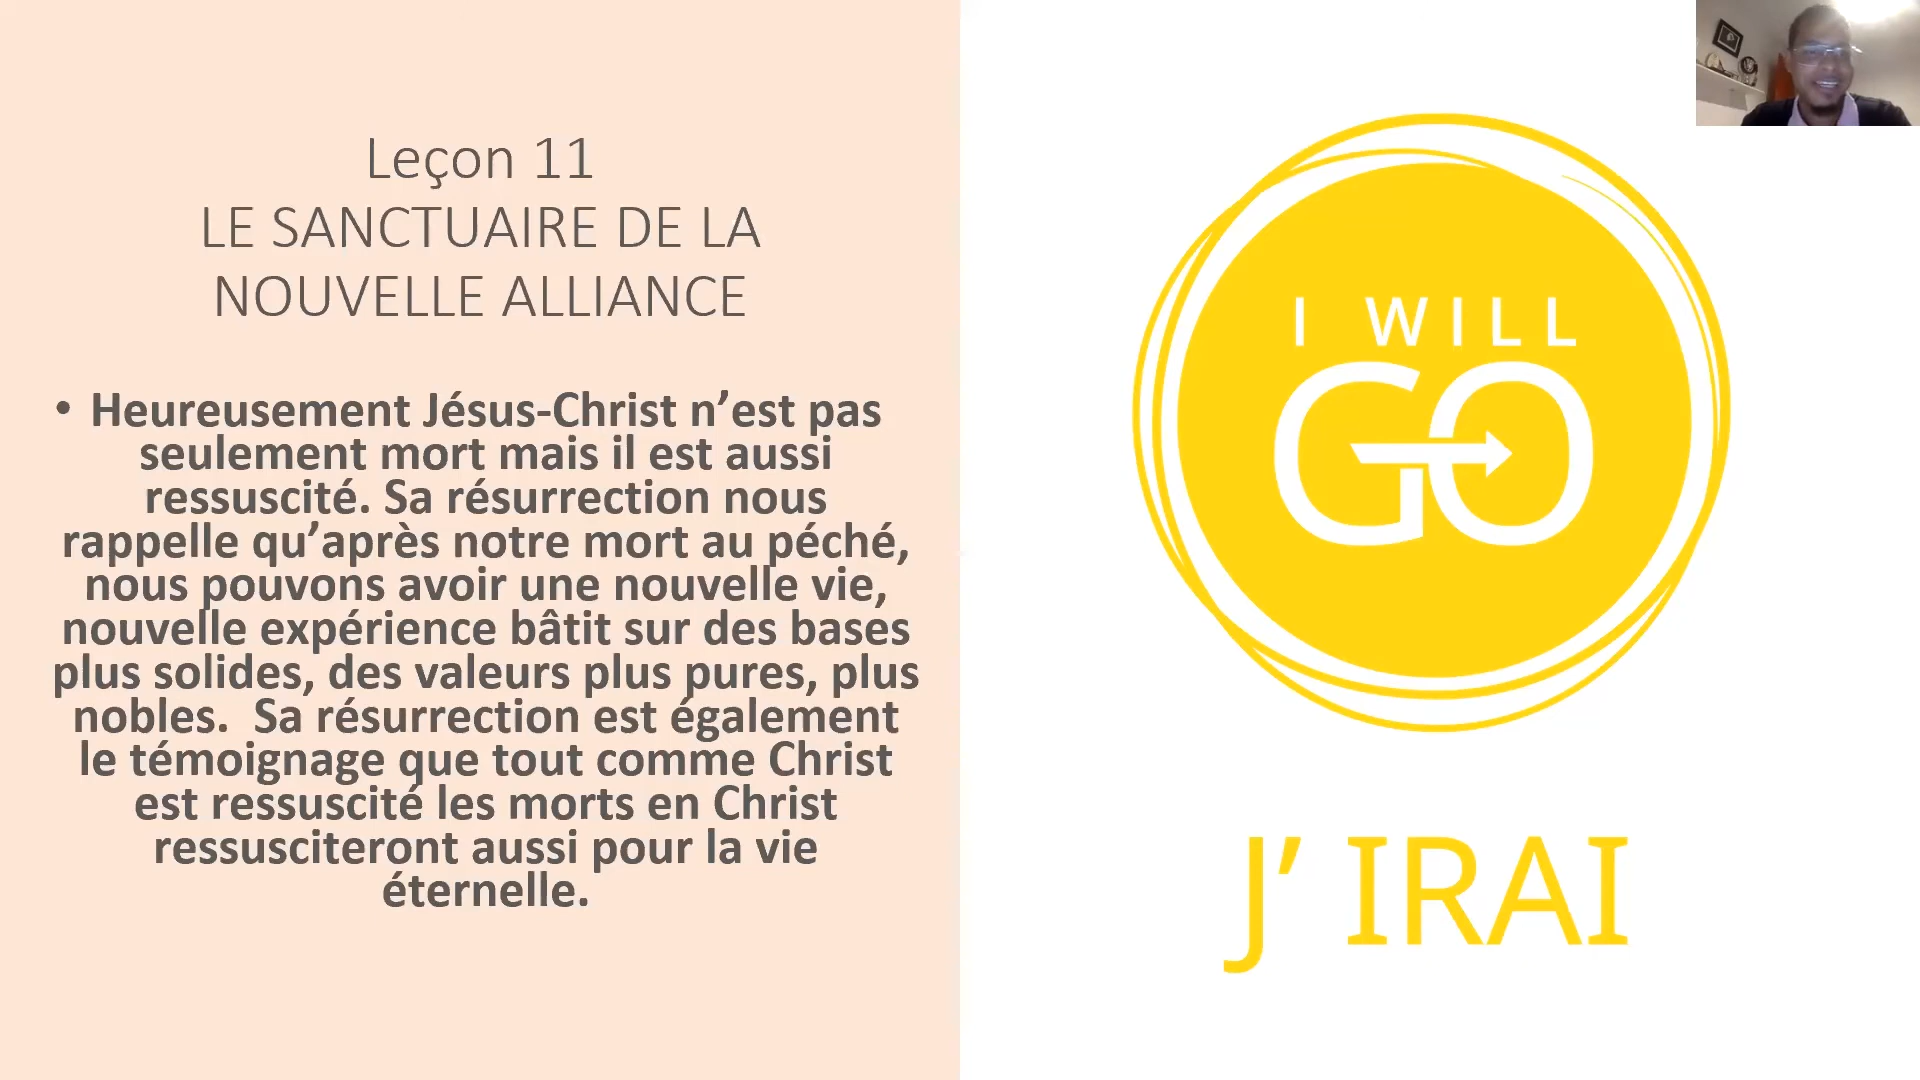 Leçon 11
LE SANCTUAIRE DE LA
NOUVELLE ALLIANCE
• Heureusement Jésus-Christ n’est pas
seulement mort mais il est aussi
ressuscité. Sa résurrection nous
rappelle qu’après notre mort au péché,
nous pouvons avoir une nouvelle vie,
nouvelle expérience bâtit sur des bases
plus solides, des valeurs plus pures, plus
nobles.  Sa résurrection est également
le témoignage que tout comme Christ
est ressuscité les morts en Christ
ressusciteront aussi pour la vie
éternelle.
I WILL
GO
J’ IRAI